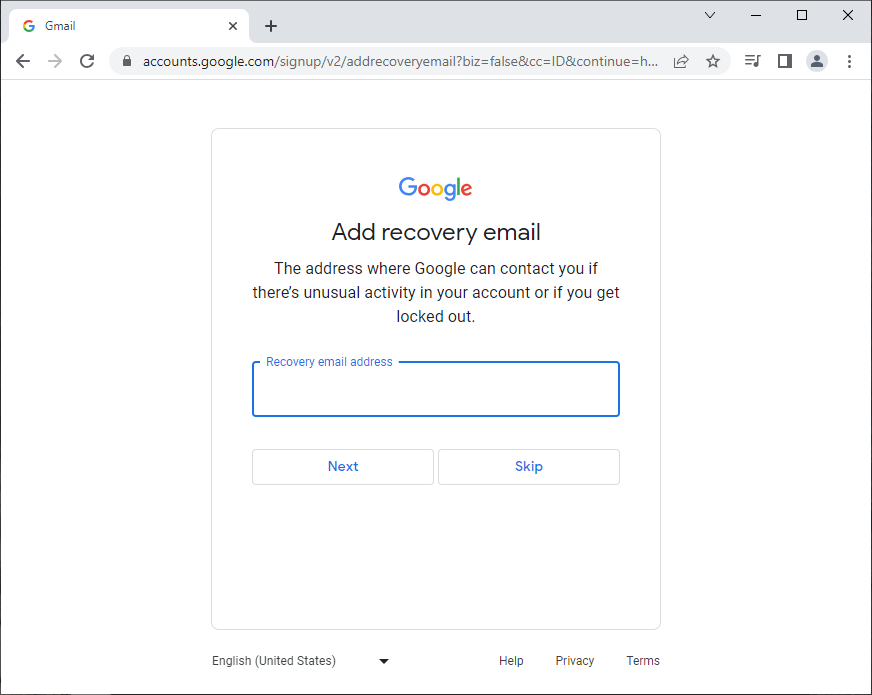 Gmail
accounts.google.com/signup/v2/addrecoveryemail?biz=false&cc=ID&continue=h...
Google
Add recovery email
The address where Google can contact you if
there’s unusual activity in your account or if you get
locked out.
Recovery email address
Next
Skip
English (United States)
Help
Privacy
Terms